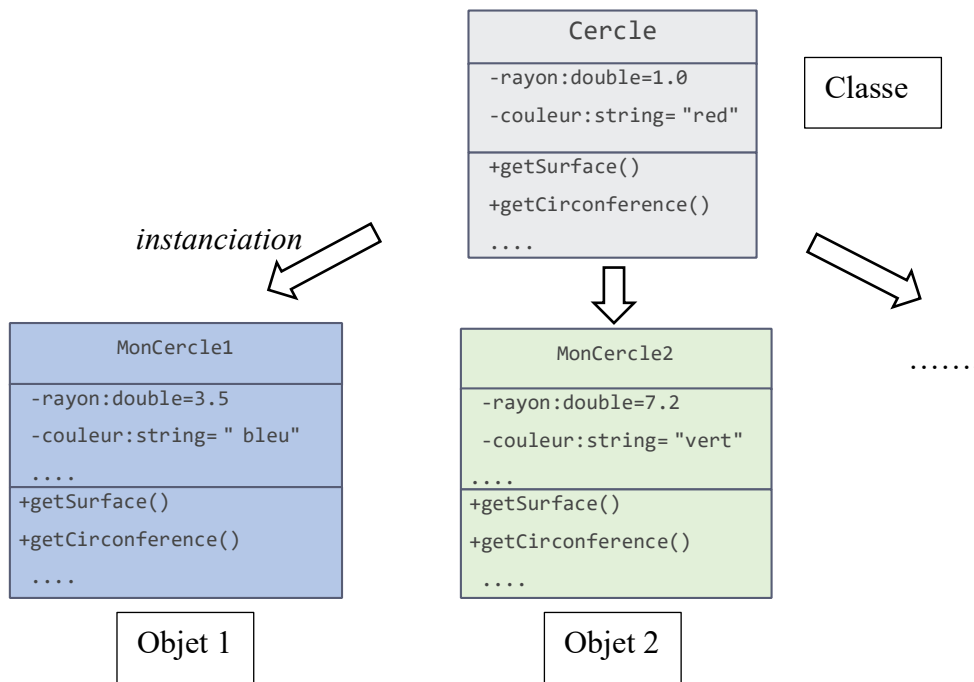 Cercle
-rayon:double=1.0
-couleur:string= "red"
+getSurface()
+getCirconference()
....
Classe
instanciation
MonCercle1
-rayon:double=3.5
-couleur:string= " bleu"
....
+getSurface()
+getCirconference()
....
Objet 1
MonCercle2
-rayon:double=7.2
-couleur:string= "vert"
....
+getSurface()
+getCirconference()
....
Objet 2
......